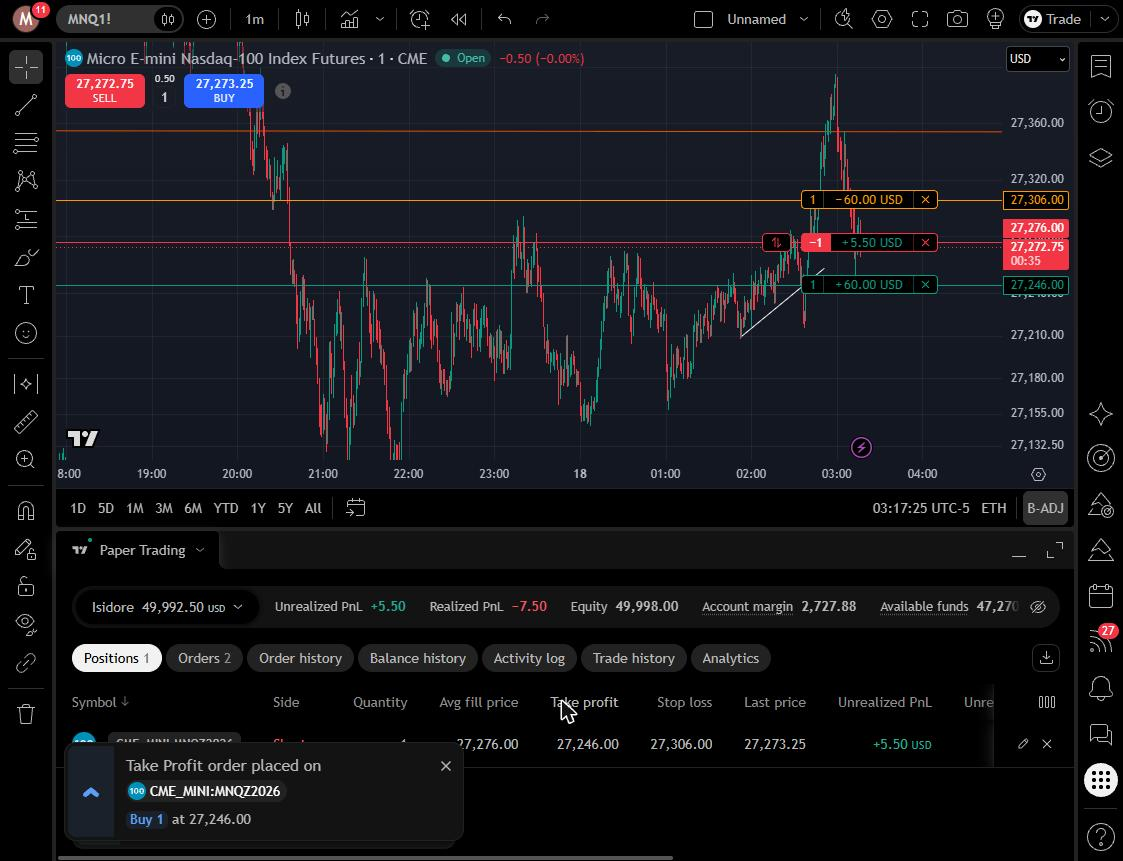 M
11
MNQ1!
1m
Unnamed
Trade
100
Micro E-mini Nasdaq-100 Index Futures · 1 · CME
Open
−0.50 (−0.00%)
USD
27,272.75
SELL
0.50
1
27,273.25
BUY
27,360.00
27,320.00
1
−60.00 USD
27,306.00
27,276.00
−1
+5.50 USD
27,272.75
00:35
1
+60.00 USD
27,246.00
27,210.00
27,180.00
27,155.00
27,132.50
8:00
19:00
20:00
21:00
22:00
23:00
18
01:00
02:00
03:00
04:00
1D
5D
1M
3M
6M
YTD
1Y
5Y
All
03:17:25 UTC-5
ETH
B-ADJ
Paper Trading
Isidore 49,992.50 USD
Unrealized PnL +5.50
Realized PnL −7.50
Equity 49,998.00
Account margin 2,727.88
Available funds 47,270
Positions 1
Orders 2
Order history
Balance history
Activity log
Trade history
Analytics
27
Symbol
Side
Quantity
Avg fill price
Take profit
Stop loss
Last price
Unrealized PnL
Unre
27,276.00
27,246.00
27,306.00
27,273.25
+5.50 USD
Take Profit order placed on
100
CME_MINI:MNQZ2026
Buy 1 at 27,246.00